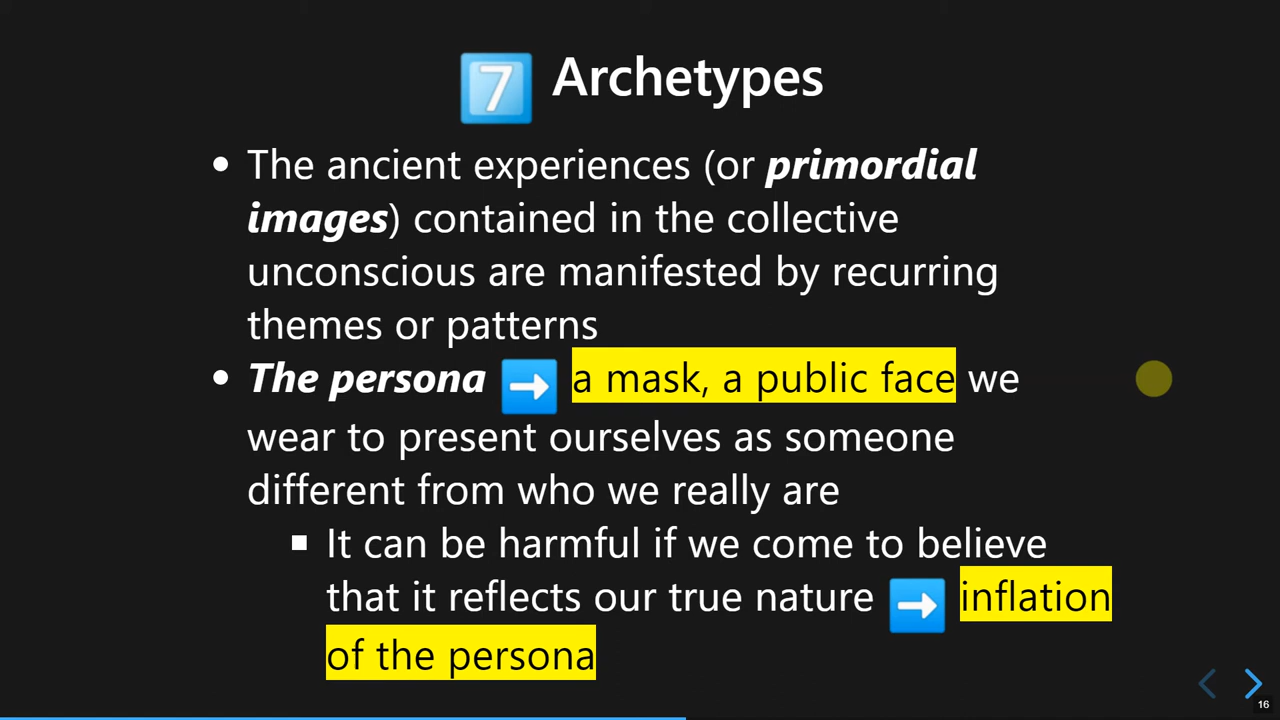 7️⃣ Archetypes
• The ancient experiences (or primordial
images) contained in the collective
unconscious are manifested by recurring
themes or patterns
• The persona ➡️ a mask, a public face we
wear to present ourselves as someone
different from who we really are
▪ It can be harmful if we come to believe
that it reflects our true nature ➡️ inflation
of the persona
16